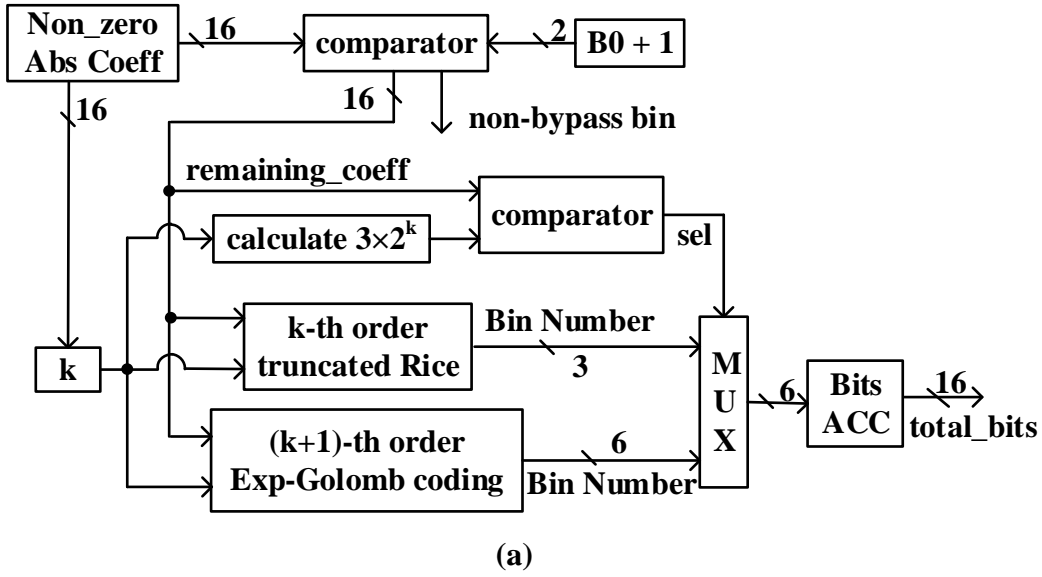 Non_zero
Abs Coeff
16
comparator
2
B0 + 1
16
16
non-bypass bin
remaining_coeff
comparator
calculate 3×2^k
sel
k-th order
truncated Rice
Bin Number
3
k
M
U
X
6
Bits
ACC
16
total_bits
(k+1)-th order
Exp-Golomb coding
6
Bin Number
(a)